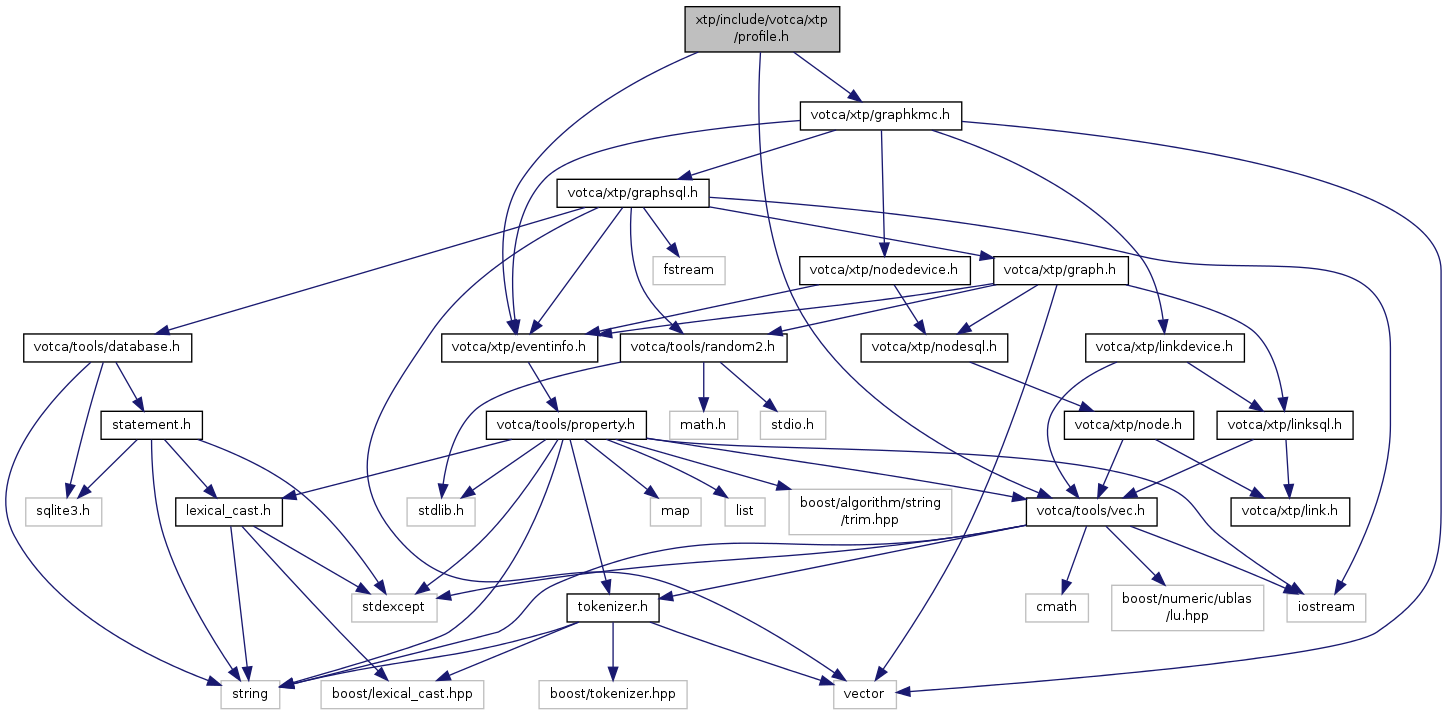 xtp/include/votca/xtp
/profile.h
votca/xtp/graphkmc.h
votca/xtp/graphsql.h
fstream
votca/xtp/nodedevice.h
votca/xtp/graph.h
votca/tools/database.h
votca/xtp/eventinfo.h
votca/tools/random2.h
votca/xtp/nodesql.h
votca/xtp/linkdevice.h
statement.h
votca/tools/property.h
math.h
stdio.h
votca/xtp/node.h
votca/xtp/linksql.h
sqlite3.h
lexical_cast.h
stdlib.h
map
list
boost/algorithm/string
/trim.hpp
votca/tools/vec.h
votca/xtp/link.h
stdexcept
tokenizer.h
cmath
boost/numeric/ublas
/lu.hpp
iostream
string
boost/lexical_cast.hpp
boost/tokenizer.hpp
vector